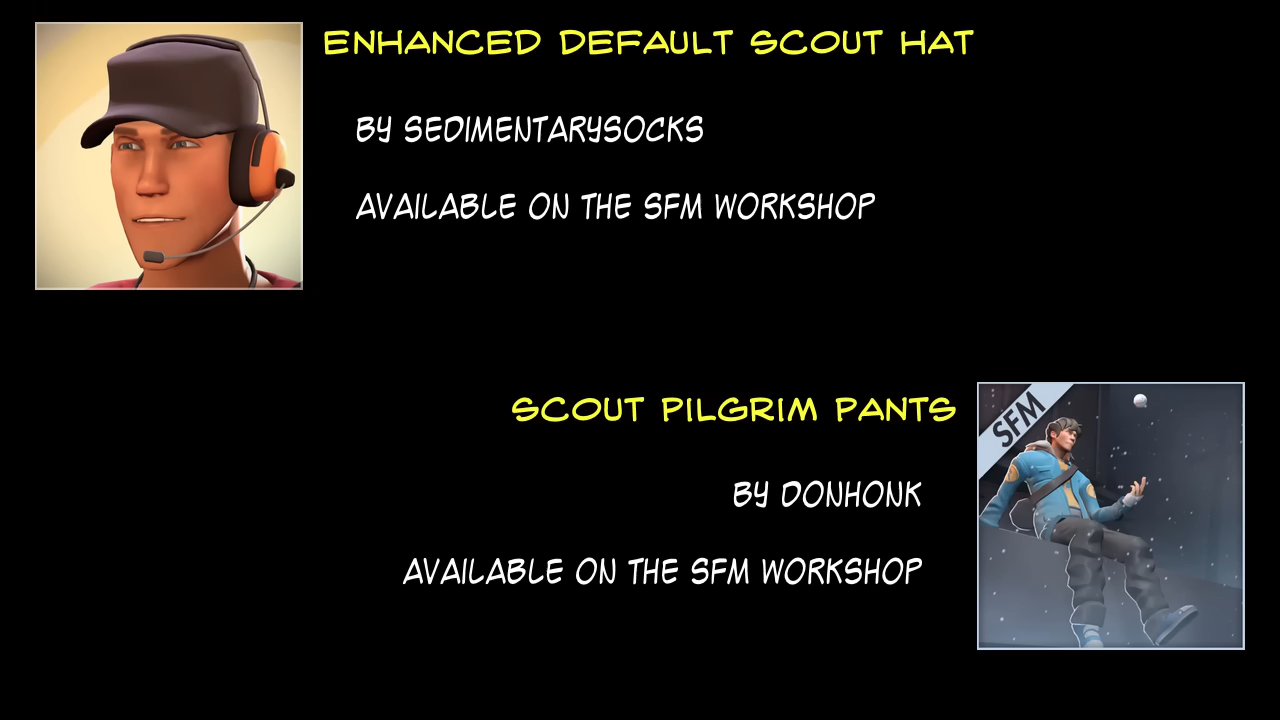 ENHANCED DEFAULT SCOUT HAT
BY SEDIMENTARYSOCKS
AVAILABLE ON THE SFM WORKSHOP
SCOUT PILGRIM PANTS
BY DONHONK
AVAILABLE ON THE SFM WORKSHOP
SFM